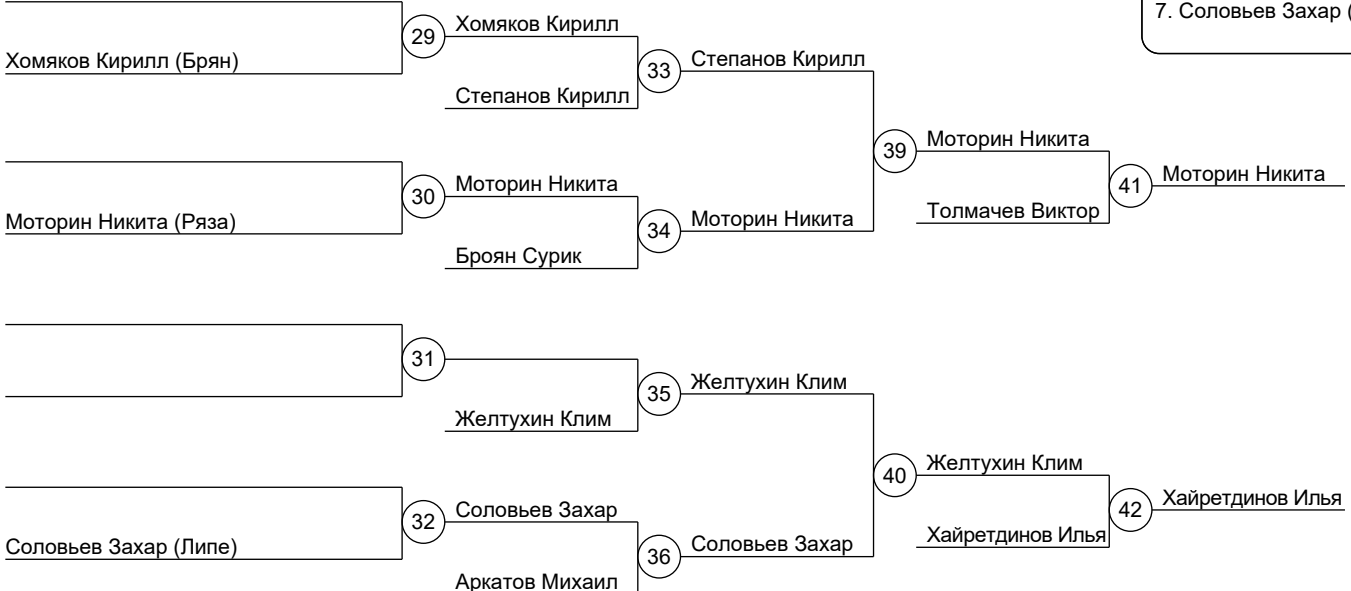 7. Соловьев Захар (
29
Хомяков Кирилл
Хомяков Кирилл (Брян)
33
Степанов Кирилл
Степанов Кирилл
39
Моторин Никита
30
Моторин Никита
41
Моторин Никита
Моторин Никита (Ряза)
34
Моторин Никита
Толмачев Виктор
Броян Сурик
31
35
Желтухин Клим
Желтухин Клим
40
Желтухин Клим
32
Соловьев Захар
42
Хайретдинов Илья
Соловьев Захар (Липе)
36
Соловьев Захар
Хайретдинов Илья
Аркатов Михаил